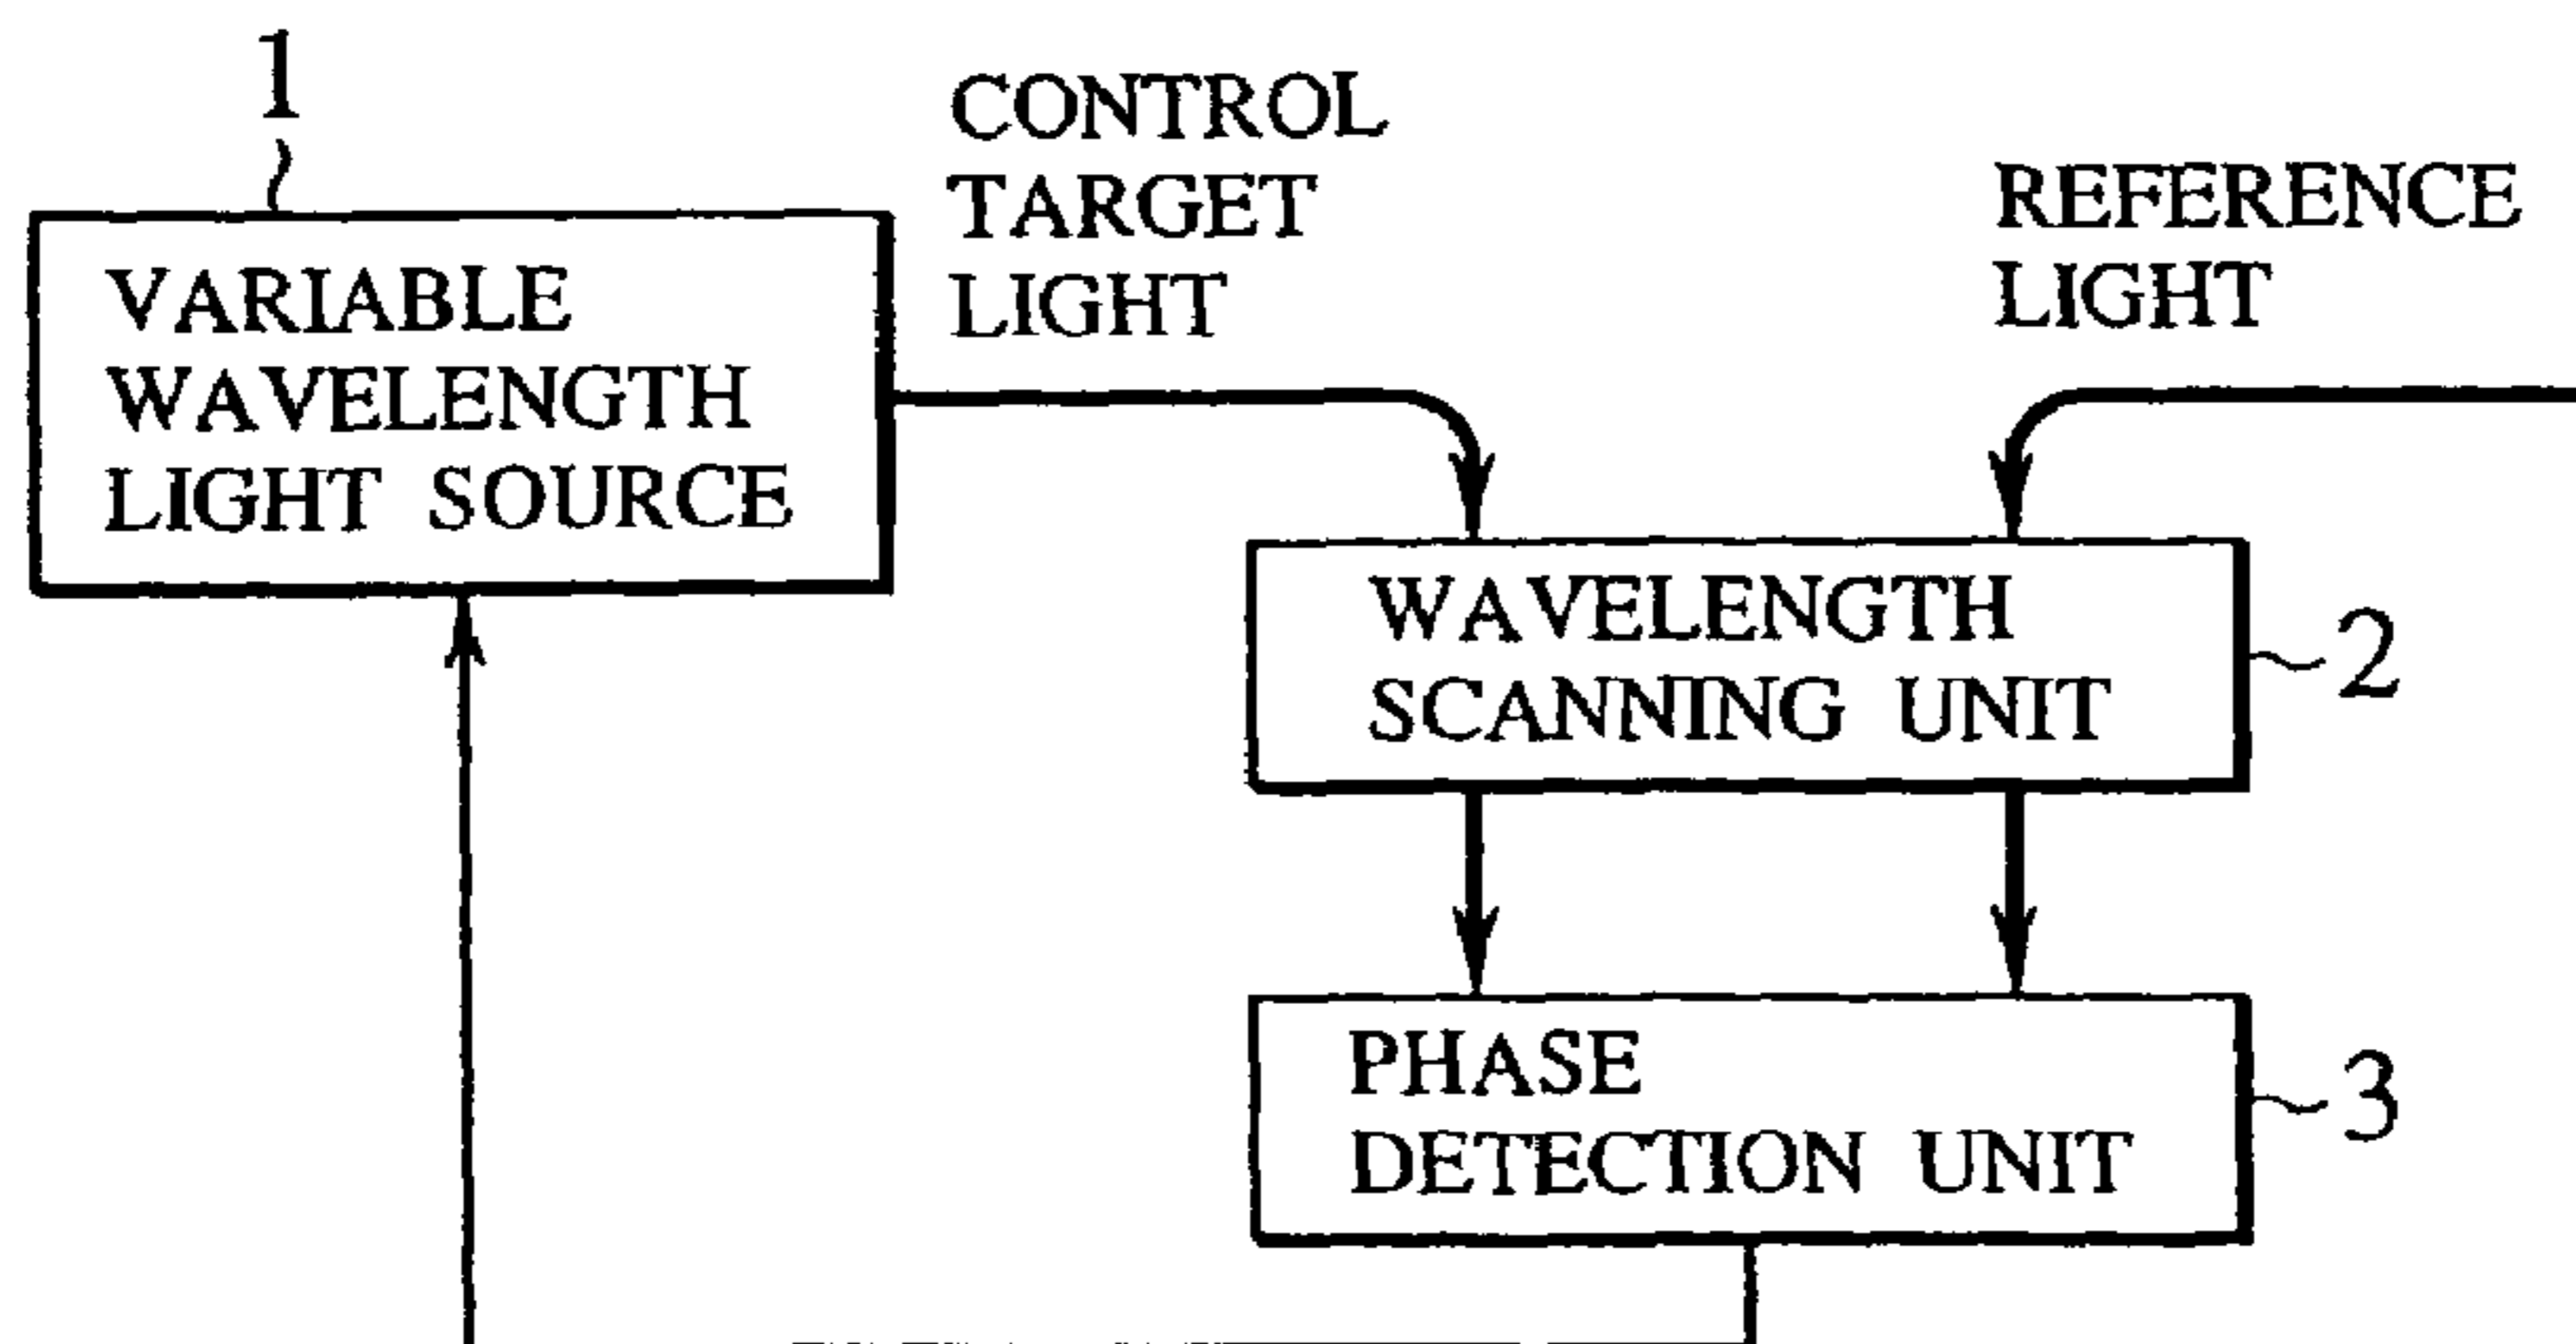 1
CONTROL
TARGET
LIGHT
REFERENCE
LIGHT
VARIABLE
WAVELENGTH
LIGHT SOURCE
WAVELENGTH
SCANNING UNIT
2
PHASE
DETECTION UNIT
3